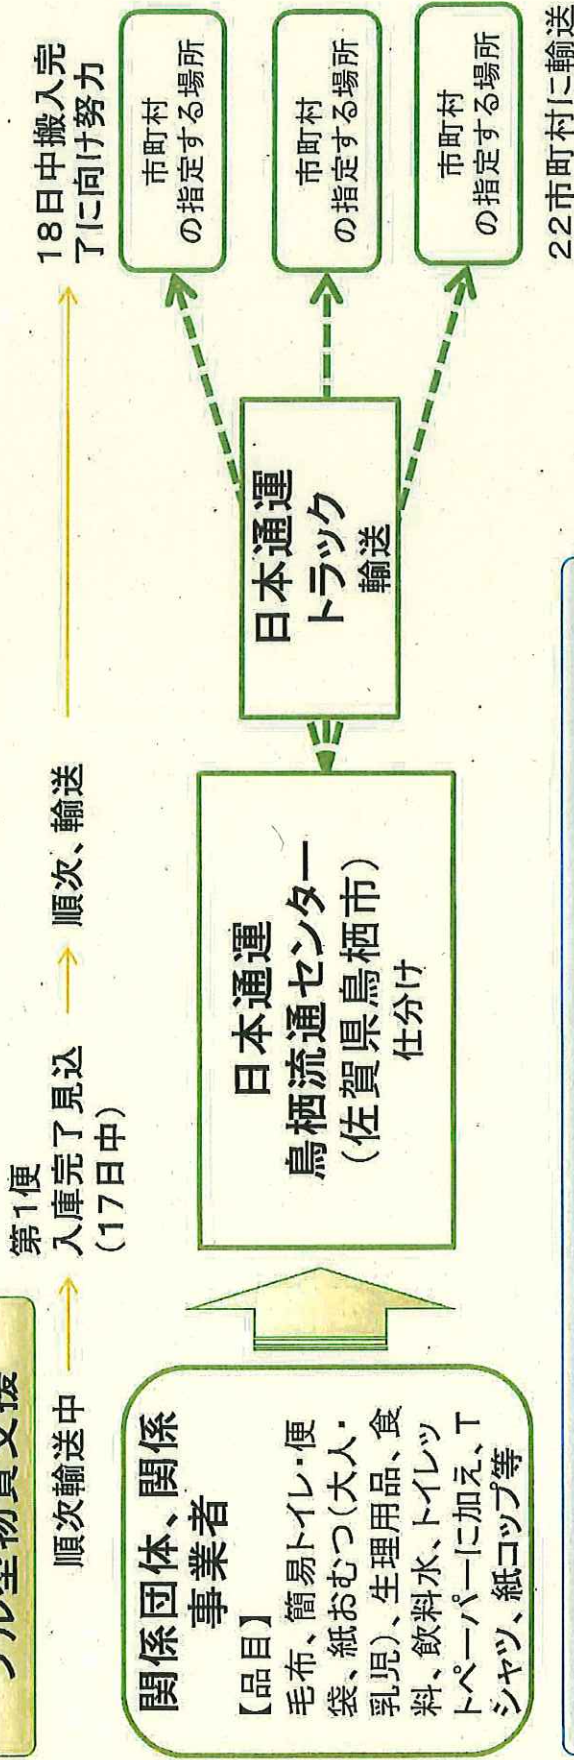 プル型物資支援
順次輸送中
第1便
入庫完了見込
(17日中)
順次、輸送
18日中搬入完
了に向け努力
関係団体、関係
事業者
【品目】
毛布、簡易トイレ・便
袋、紙おむつ(大人・
乳児)、生理用品、食
料、飲料水、トイレッ
トペーパーに加え、T
シャツ、紙コップ等
日本通運
鳥栖流通センター
(佐賀県鳥栖市)
仕分け
日本通運
トラック
輸送
市町村
の指定する場所
市町村
の指定する場所
市町村
の指定する場所
22市町村に輸送